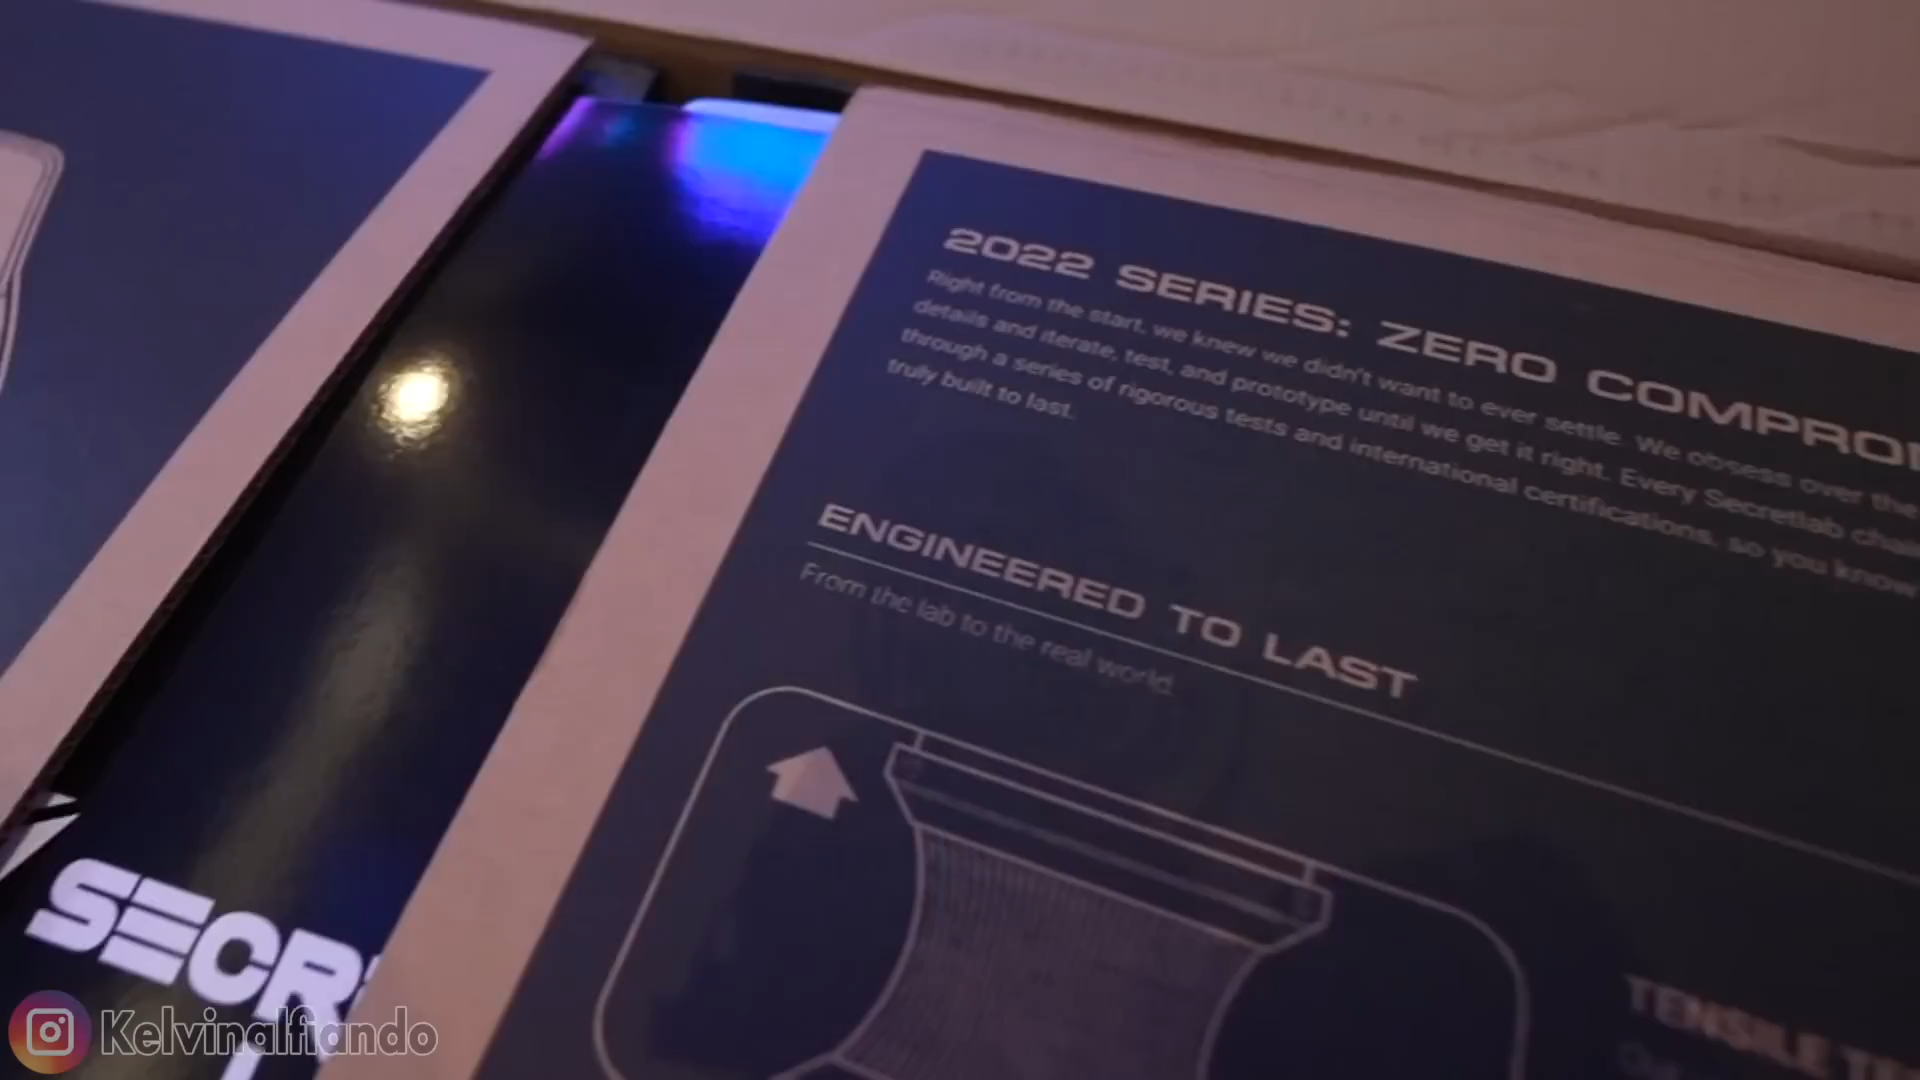 2022 SERIES: ZERO
Right from the start, we knew we didn't want to ever settle. We obsess over the
details and iterate, test, and prototype until we get it right. Every Secretlab chair
through a series of rigorous tests and international certifications, so you know
truly built to last.
ENGINEERED TO LAST
From the lab to the real world.
TENSILE
SECR
Kelvinalfiando